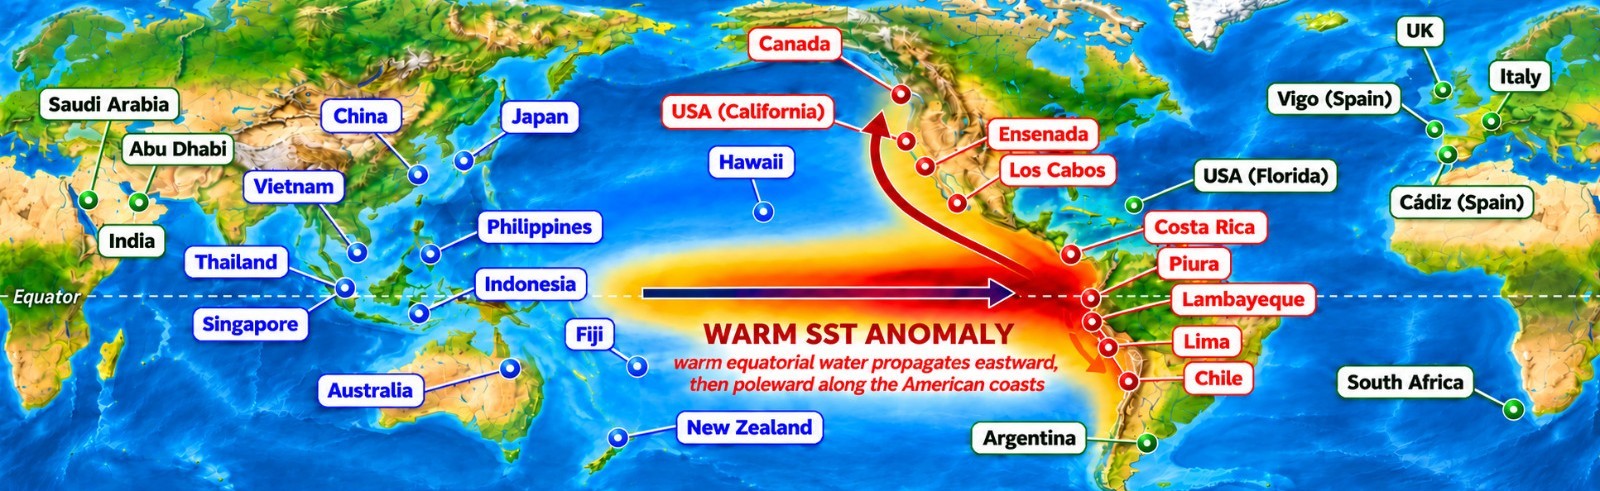 Canada
UK
Italy
Saudi Arabia
China
Japan
USA (California)
Vigo (Spain)
Ensenada
Abu Dhabi
Hawaii
Los Cabos
Vietnam
USA (Florida)
Cádiz (Spain)
Philippines
Costa Rica
India
Thailand
Piura
Indonesia
Equator
Lambayeque
Singapore
Fiji
WARM SST ANOMALY
warm equatorial water propagates eastward,
then poleward along the American coasts
Lima
Chile
Australia
South Africa
New Zealand
Argentina